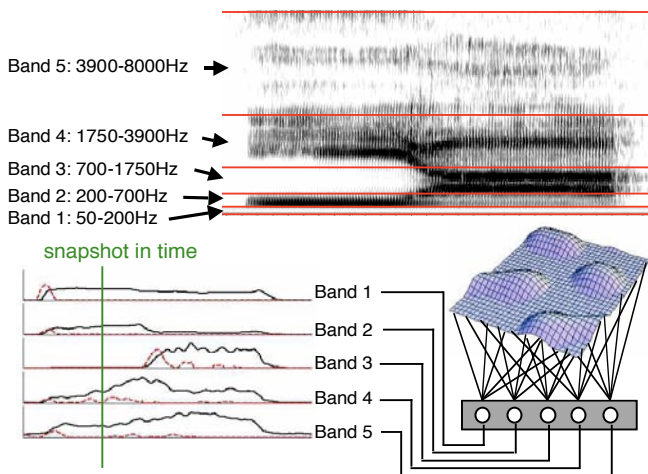 Band 5: 3900-8000Hz
Band 4: 1750-3900Hz
Band 3: 700-1750Hz
Band 2: 200-700Hz
Band 1: 50-200Hz
snapshot in time
Band 1
Band 2
Band 3
Band 4
Band 5